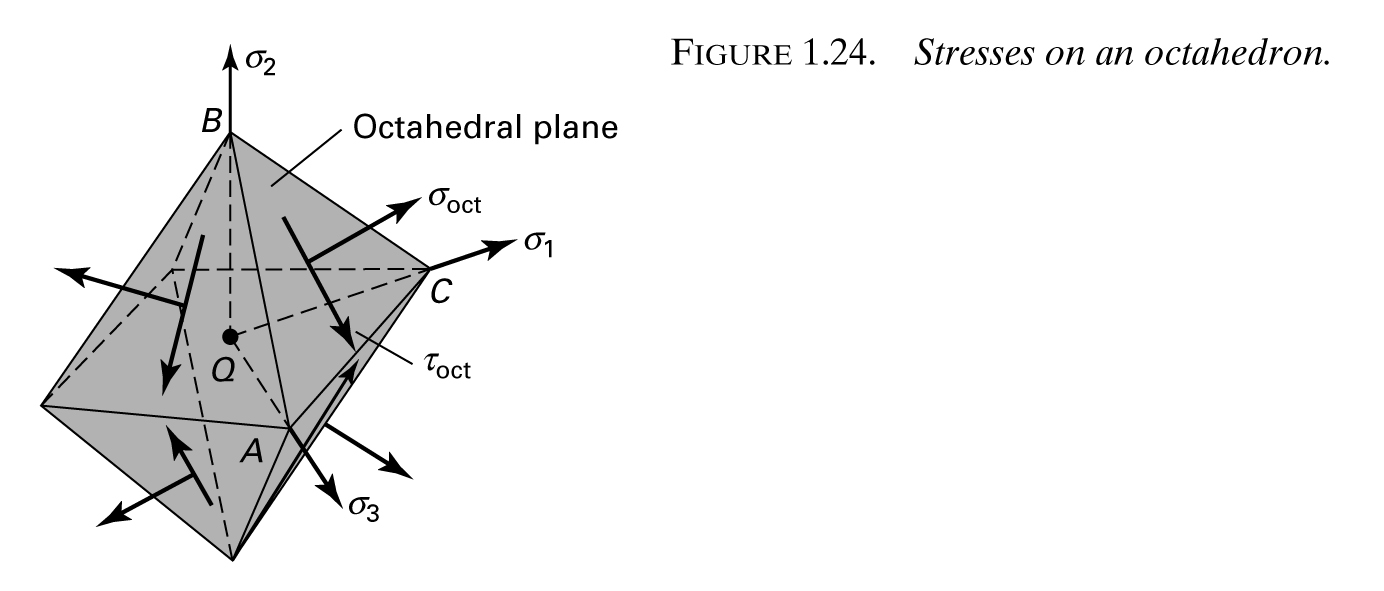 FIGURE 1.24. Stresses on an octahedron.
σ2
B
Octahedral plane
σoct
σ1
C
Q
τoct
A
σ3